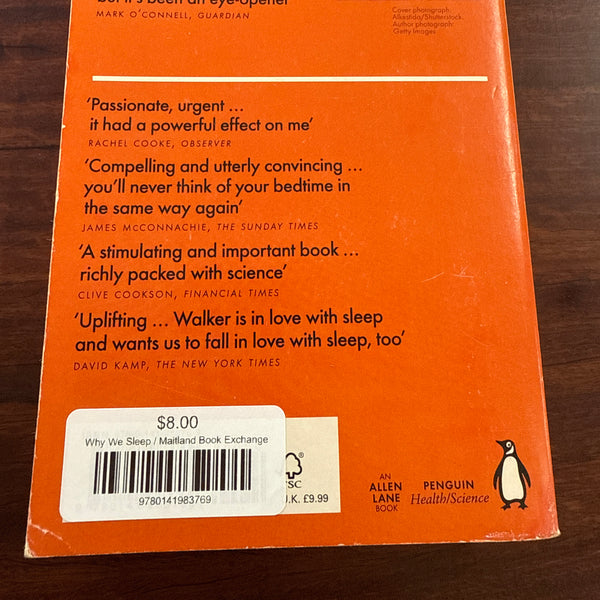 but it's been an eye-opener'
MARK O'CONNELL, GUARDIAN
Cover photograph:
Allastida/Shutterstock.
Author photograph:
Getty Images
'Passionate, urgent ...
it had a powerful effect on me'
RACHEL COOKE, OBSERVER
'Compelling and utterly convincing ...
you'll never think of your bedtime in
the same way again'
JAMES McCONNACHIE, THE SUNDAY TIMES
'A stimulating and important book ...
richly packed with science'
CLIVE COOKSON, FINANCIAL TIMES
'Uplifting ... Walker is in love with sleep
and wants us to fall in love with sleep, too'
DAVID KAMP, THE NEW YORK TIMES
$8.00
Why We Sleep / Maitland Book Exchange
9780141983769
FSC
U.K. £9.99
AN
ALLEN
LANE
BOOK
PENGUIN
Health/Science